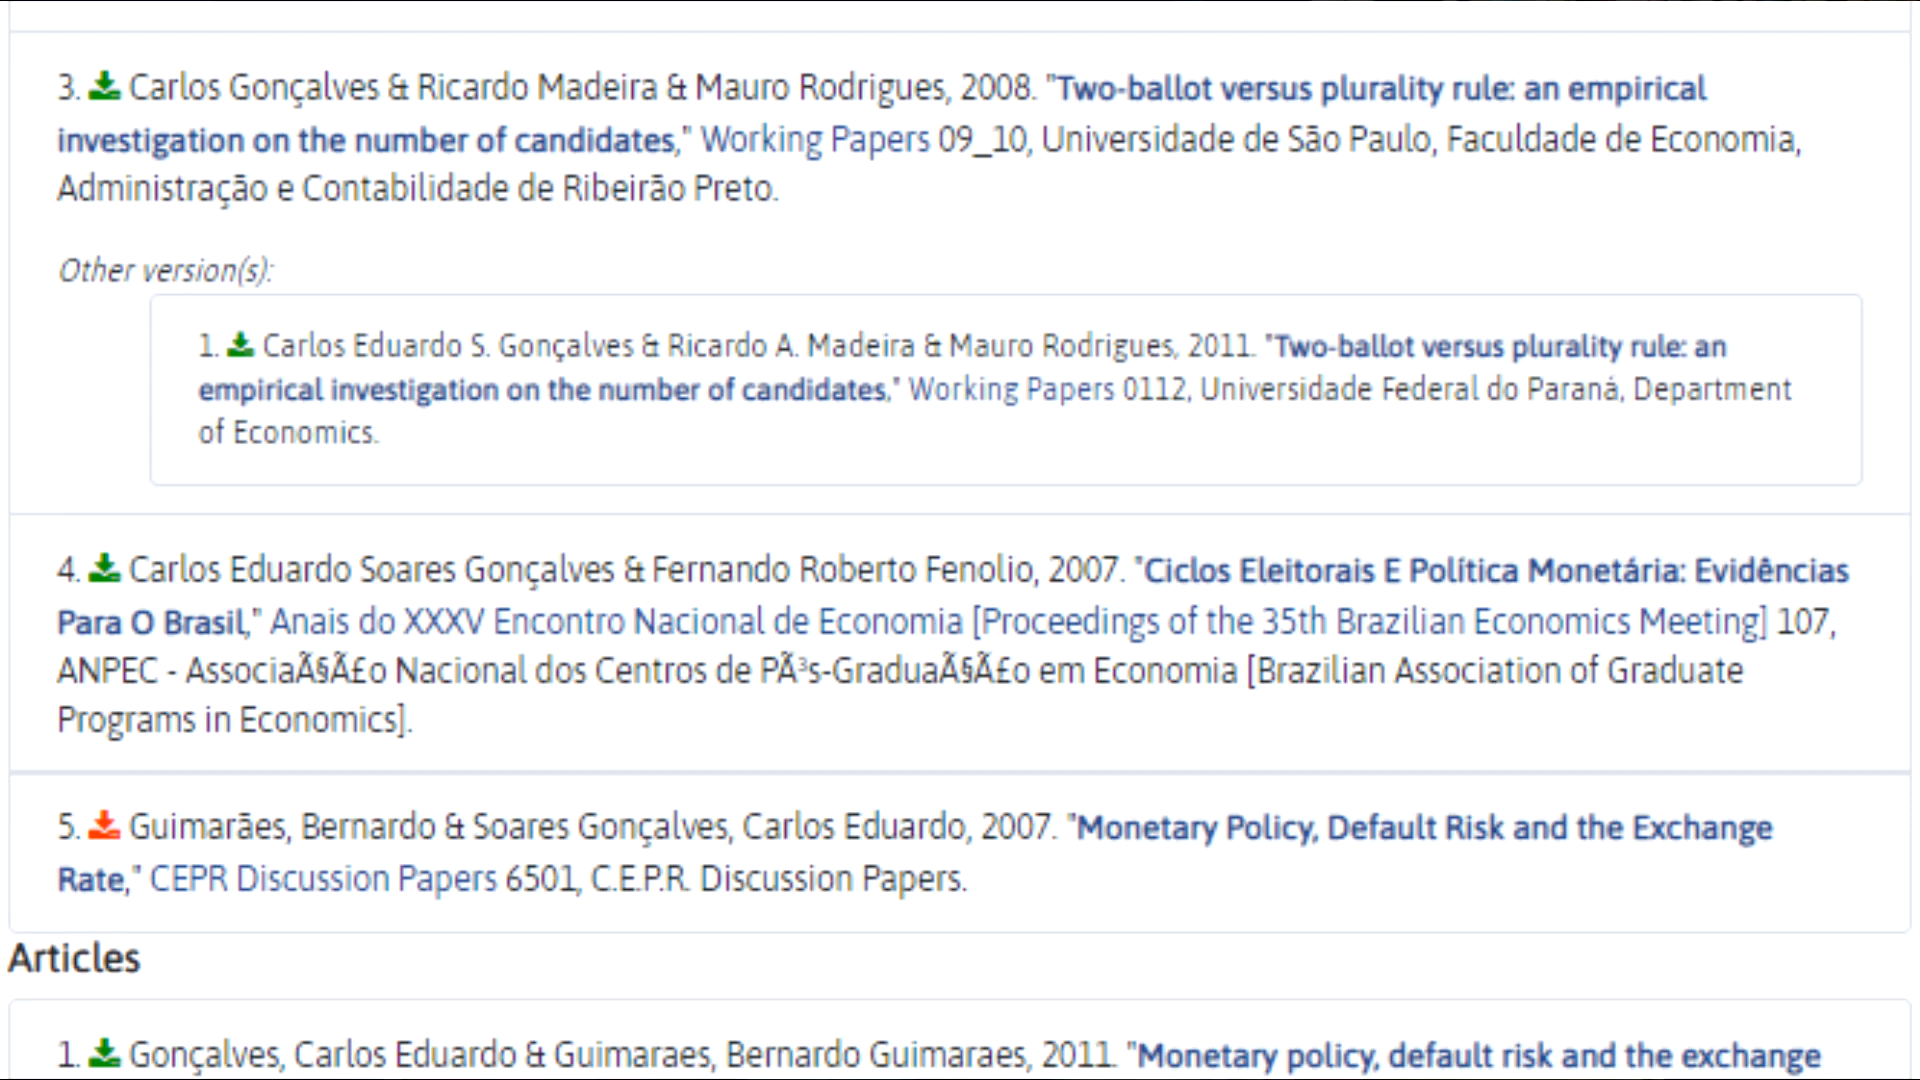 3. Carlos Gonçalves & Ricardo Madeira & Mauro Rodrigues, 2008. "Two-ballot versus plurality rule: an empirical
investigation on the number of candidates," Working Papers 09_10, Universidade de São Paulo, Faculdade de Economia,
Administração e Contabilidade de Ribeirão Preto.
Other version(s):
1. Carlos Eduardo S. Gonçalves & Ricardo A. Madeira & Mauro Rodrigues, 2011. "Two-ballot versus plurality rule: an
empirical investigation on the number of candidates," Working Papers 0112, Universidade Federal do Paraná, Department
of Economics.
4. Carlos Eduardo Soares Gonçalves & Fernando Roberto Fenolio, 2007. "Ciclos Eleitorais E Política Monetária: Evidências
Para O Brasil," Anais do XXXV Encontro Nacional de Economia [Proceedings of the 35th Brazilian Economics Meeting] 107,
ANPEC - AssociaÃ§Ã£o Nacional dos Centros de PÃ³s-GraduaÃ§Ã£o em Economia [Brazilian Association of Graduate
Programs in Economics].
5. Guimarães, Bernardo & Soares Gonçalves, Carlos Eduardo, 2007. "Monetary Policy, Default Risk and the Exchange
Rate," CEPR Discussion Papers 6501, C.E.P.R. Discussion Papers.
Articles
1. Gonçalves, Carlos Eduardo & Guimaraes, Bernardo Guimaraes, 2011. "Monetary policy, default risk and the exchange